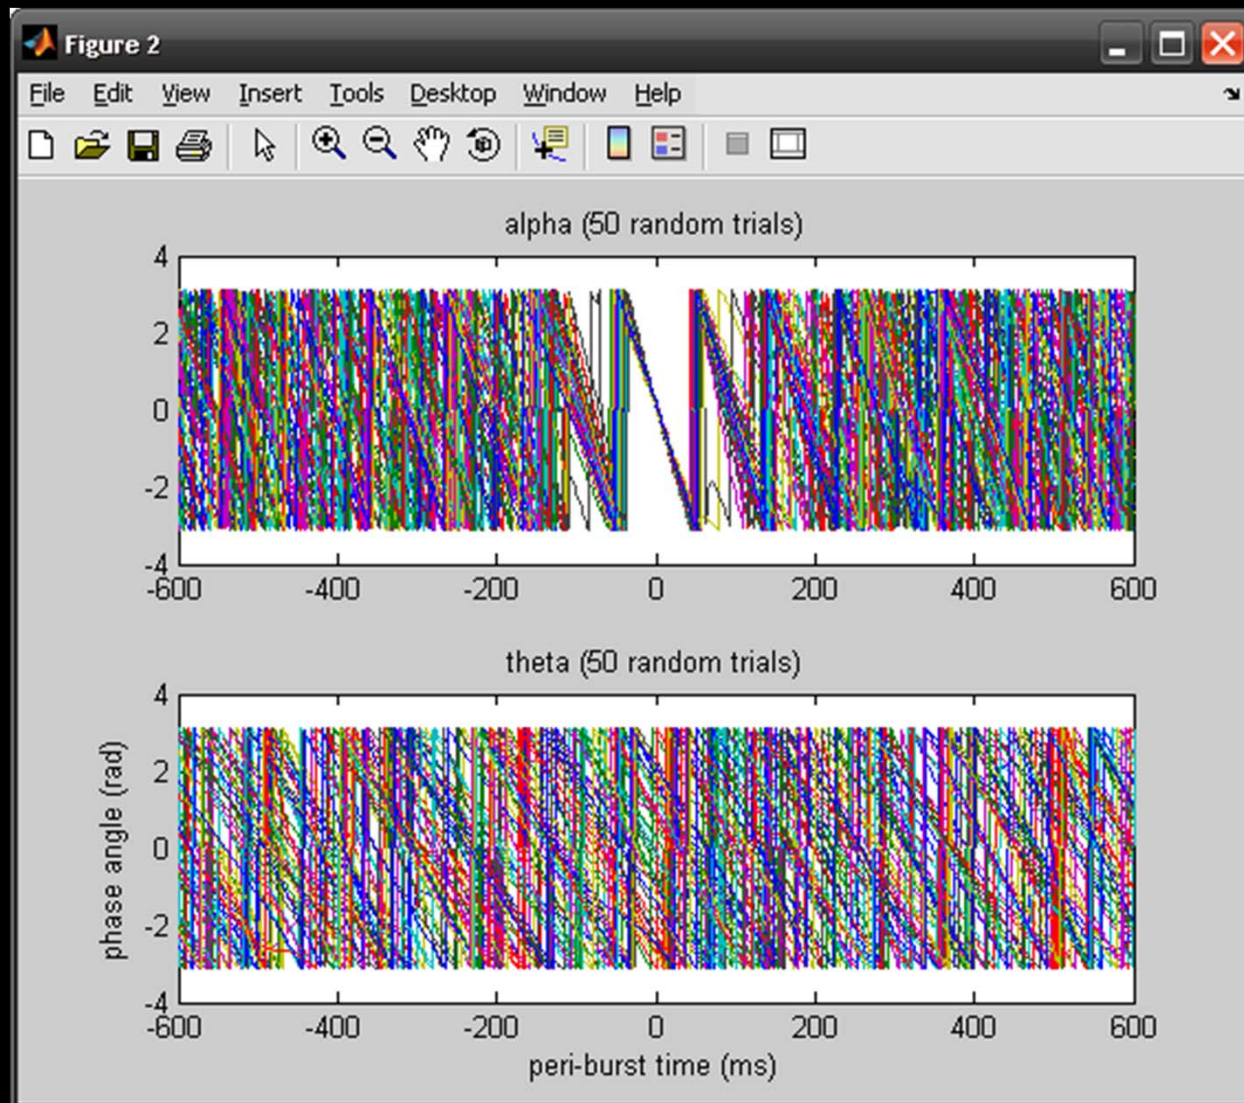 Figure 2
File Edit View Insert Tools Desktop Window Help
alpha (50 random trials)
4
2
0
-2
-4
-600 -400 -200 0 200 400 600
theta (50 random trials)
4
2
0
-2
-4
phase angle (rad)
-600 -400 -200 0 200 400 600
peri-burst time (ms)